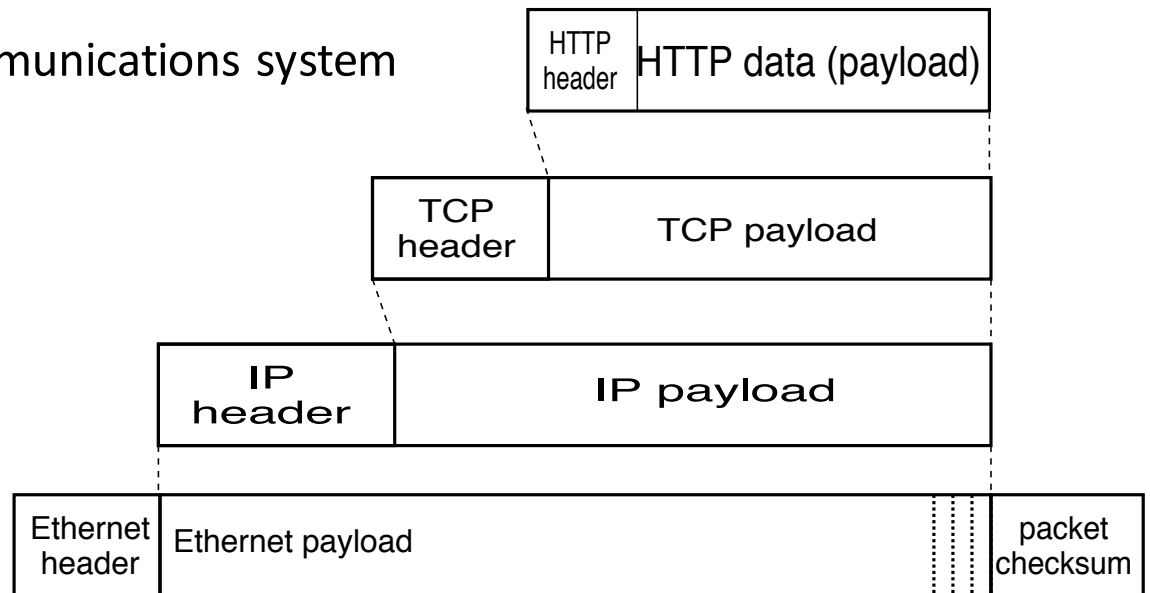 munications system
HTTP
header
HTTP data (payload)
TCP
header
TCP payload
IP
header
IP payload
Ethernet
header
Ethernet payload
packet
checksum